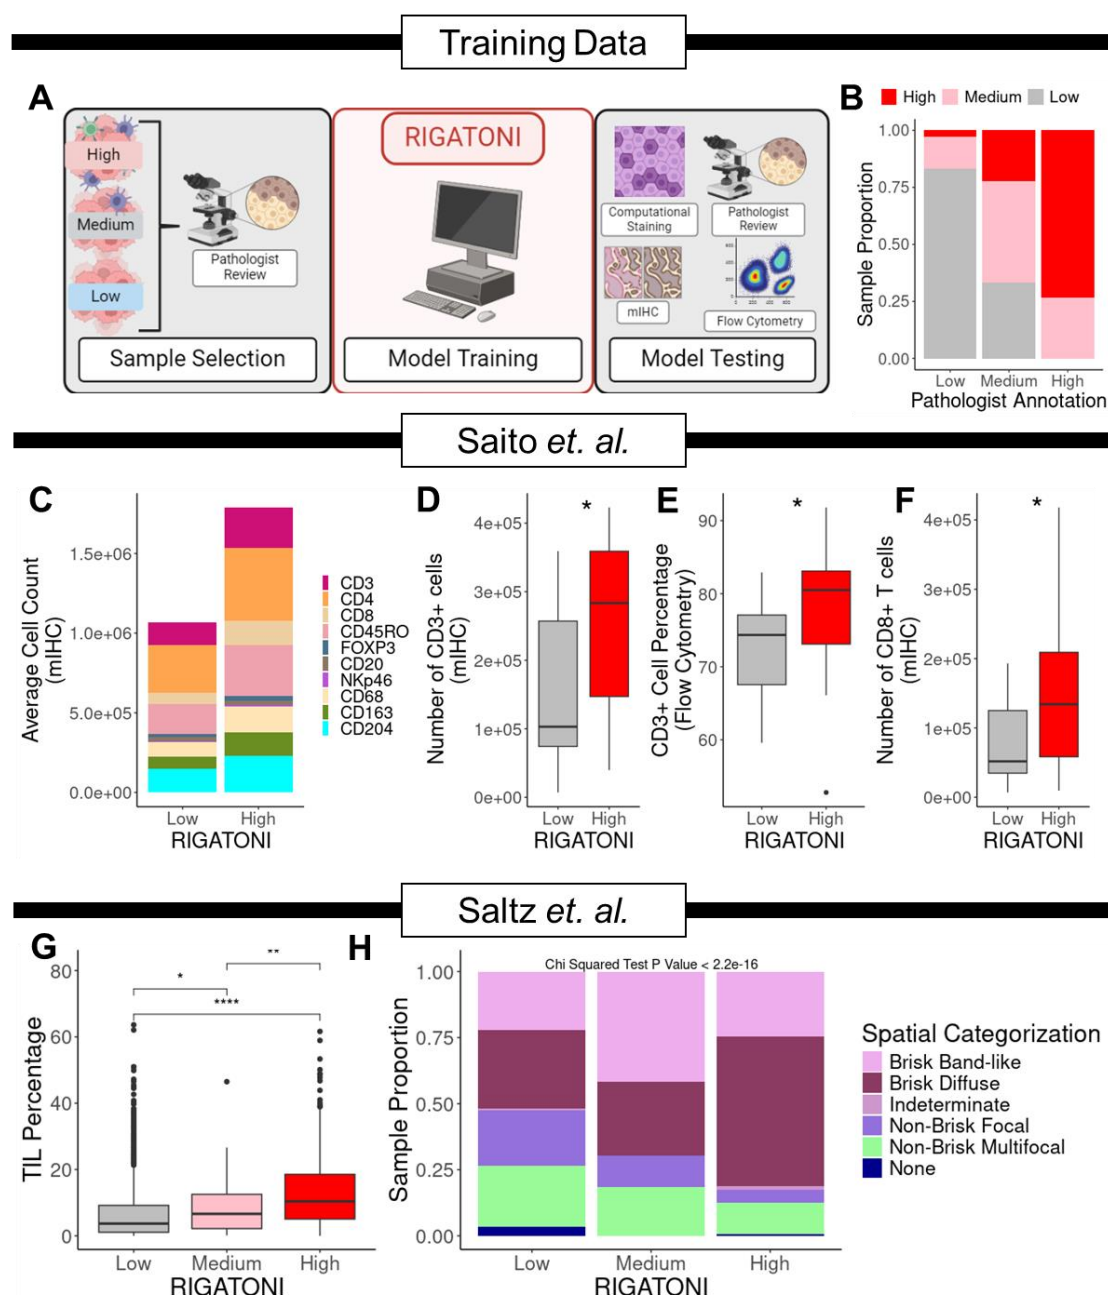 Training Data
A
High
Medium
Low
Pathologist
Review
Sample Selection
RIGATONI
Model Training
Computational
Staining
Pathologist
Review
mIHC
Flow Cytometry
Model Testing
B
High Medium Low
Sample Proportion
1.00
0.75
0.50
0.25
0.00
Low Medium High
Pathologist Annotation
Saito et. al.
C
Average Cell Count
(mIHC)
1.5e+06
1.0e+06
5.0e+05
0.0e+00
Low High
RIGATONI
CD3
CD4
CD8
CD45RO
FOXP3
CD20
NKp46
CD68
CD163
CD204
D
Number of CD3+ cells
(mIHC)
*
4e+05
3e+05
2e+05
1e+05
0e+00
Low High
RIGATONI
E
CD3+ Cell Percentage
(Flow Cytometry)
*
90
80
70
60
Low High
RIGATONI
F
Number of CD8+ T cells
(mIHC)
*
4e+05
3e+05
2e+05
1e+05
0e+00
Low High
RIGATONI
Saltz et. al.
G
TIL Percentage
**
*
****
80
60
40
20
0
Low Medium High
RIGATONI
H
Chi Squared Test P Value < 2.2e-16
Sample Proportion
1.00
0.75
0.50
0.25
0.00
Low Medium High
RIGATONI
Spatial Categorization
Brisk Band-like
Brisk Diffuse
Indeterminate
Non-Brisk Focal
Non-Brisk Multifocal
None